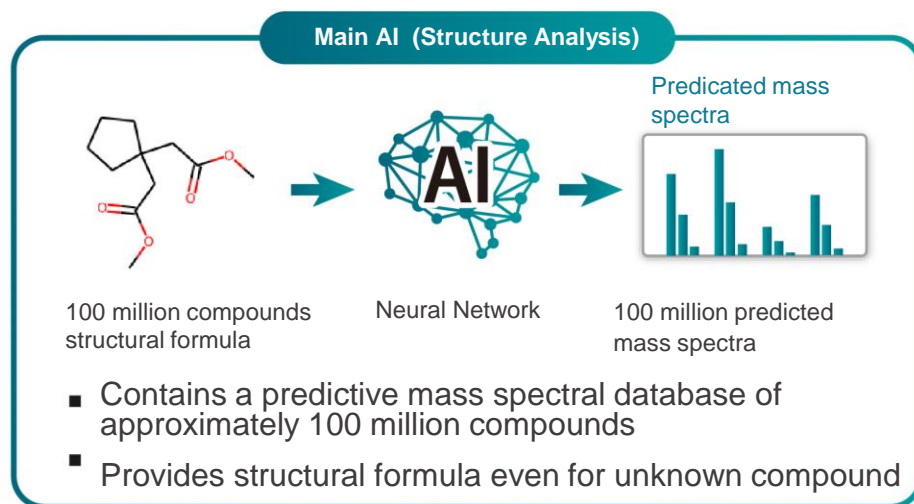 Main AI (Structure Analysis)
Predicated mass
spectra
O
O
O
O
AI
100 million compounds
structural formula
Neural Network
100 million predicted
mass spectra
▪ Contains a predictive mass spectral database of
approximately 100 million compounds
▪ Provides structural formula even for unknown compound